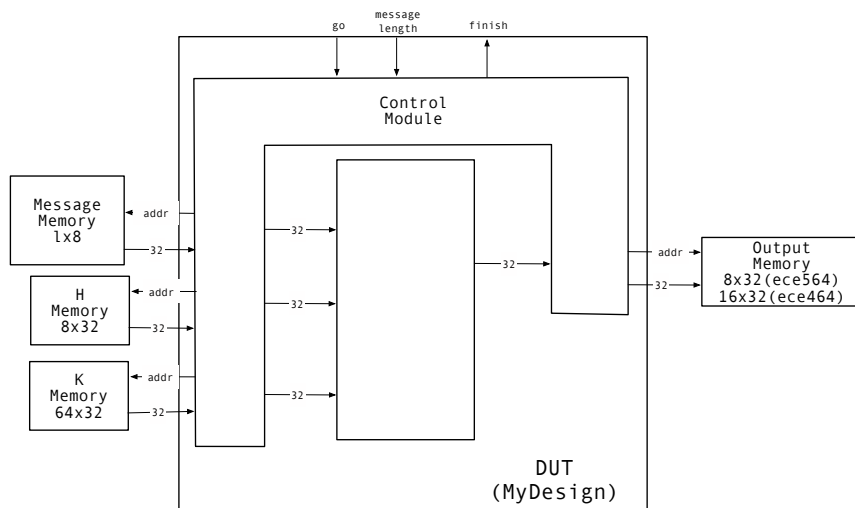 go
message
length
finish
Control
Module
Message
Memory
lx8
addr
32
H
Memory
8x32
addr
32
K
Memory
64x32
addr
32
32
32
32
32
addr
32
Output
Memory
8x32(ece564)
16x32(ece464)
DUT
(MyDesign)